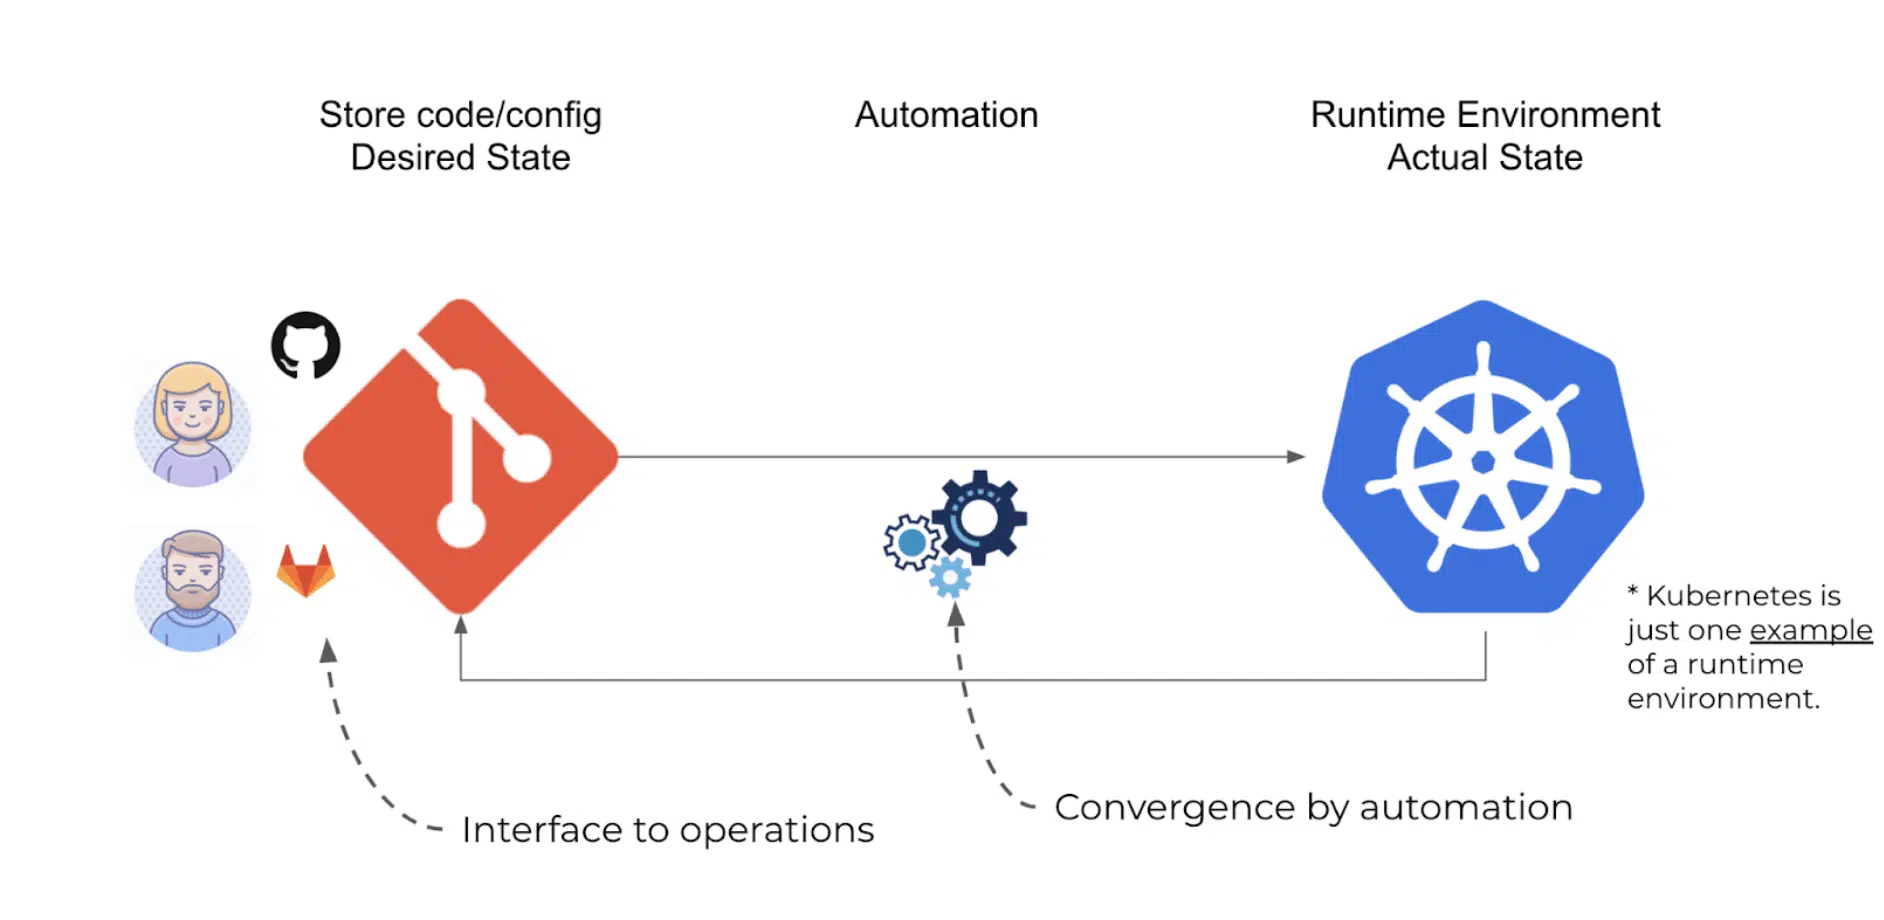 Store code/config
Desired State
Automation
Runtime Environment
Actual State
* Kubernetes is
just one example
of a runtime
environment.
Interface to operations
Convergence by automation